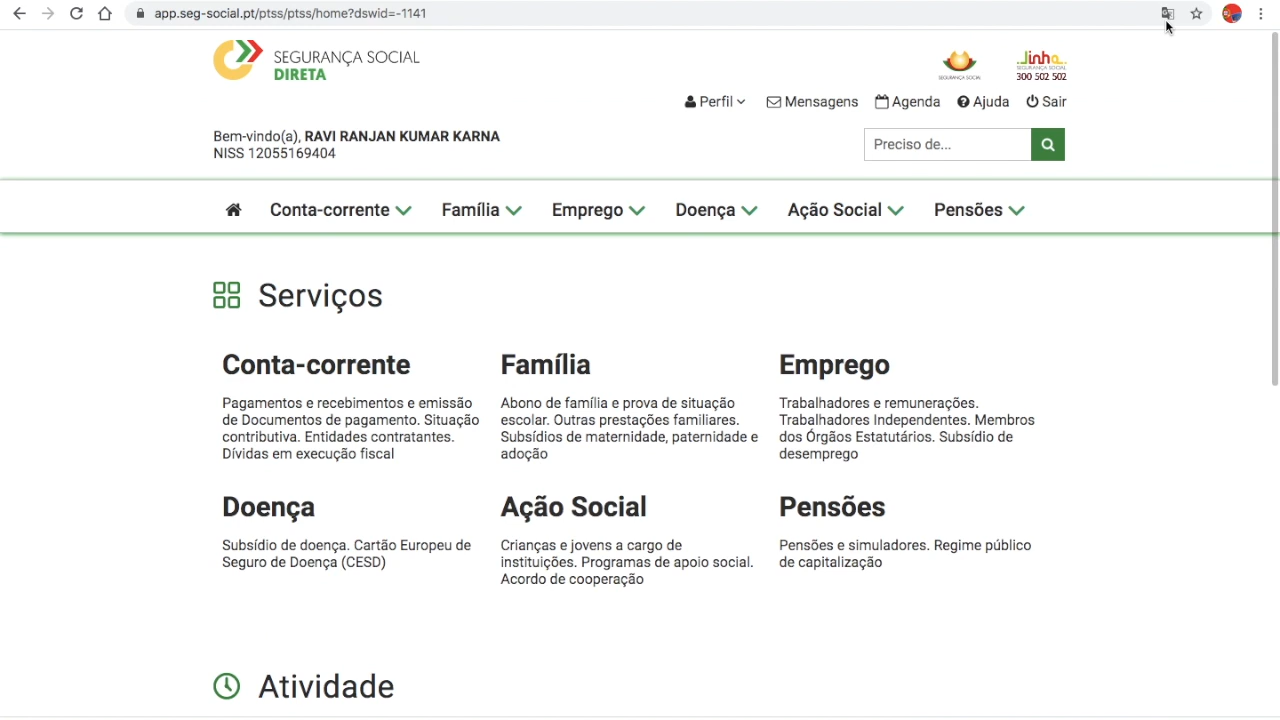 app.seg-social.pt/ptss/ptss/home?dswid=-1141
SEGURANÇA SOCIAL
DIRETA
SEGURANÇA SOCIAL
Linha
SEGURANÇA SOCIAL
300 502 502
Perfil
Mensagens
Agenda
Ajuda
Sair
Bem-vindo(a), RAVI RANJAN KUMAR KARNA
NISS 12055169404
Preciso de...
Conta-corrente
Família
Emprego
Doença
Ação Social
Pensões
Serviços
Conta-corrente
Pagamentos e recebimentos e emissão
de Documentos de pagamento. Situação
contributiva. Entidades contratantes.
Dívidas em execução fiscal
Família
Abono de família e prova de situação
escolar. Outras prestações familiares.
Subsídios de maternidade, paternidade e
adoção
Emprego
Trabalhadores e remunerações.
Trabalhadores Independentes. Membros
dos Órgãos Estatutários. Subsídio de
desemprego
Doença
Subsídio de doença. Cartão Europeu de
Seguro de Doença (CESD)
Ação Social
Crianças e jovens a cargo de
instituições. Programas de apoio social.
Acordo de cooperação
Pensões
Pensões e simuladores. Regime público
de capitalização
Atividade